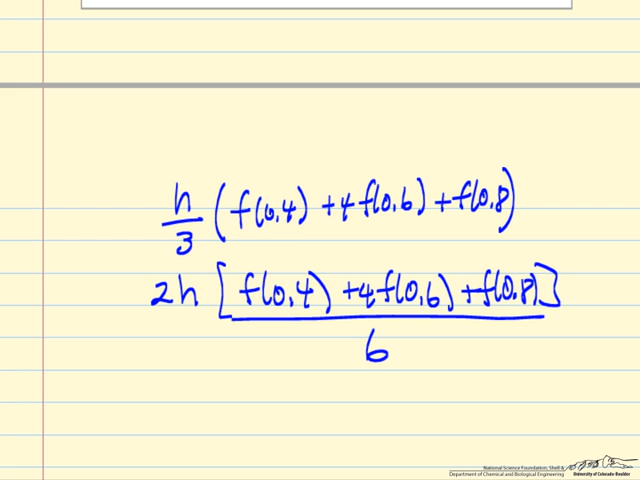 h/3 (f(0.4) + 4f(0.6) + f(0.8))
2h [f(0.4) + 4f(0.6) + f(0.8)] / 6
National Science Foundation, Shell &
Department of Chemical and Biological Engineering
University of Colorado Boulder